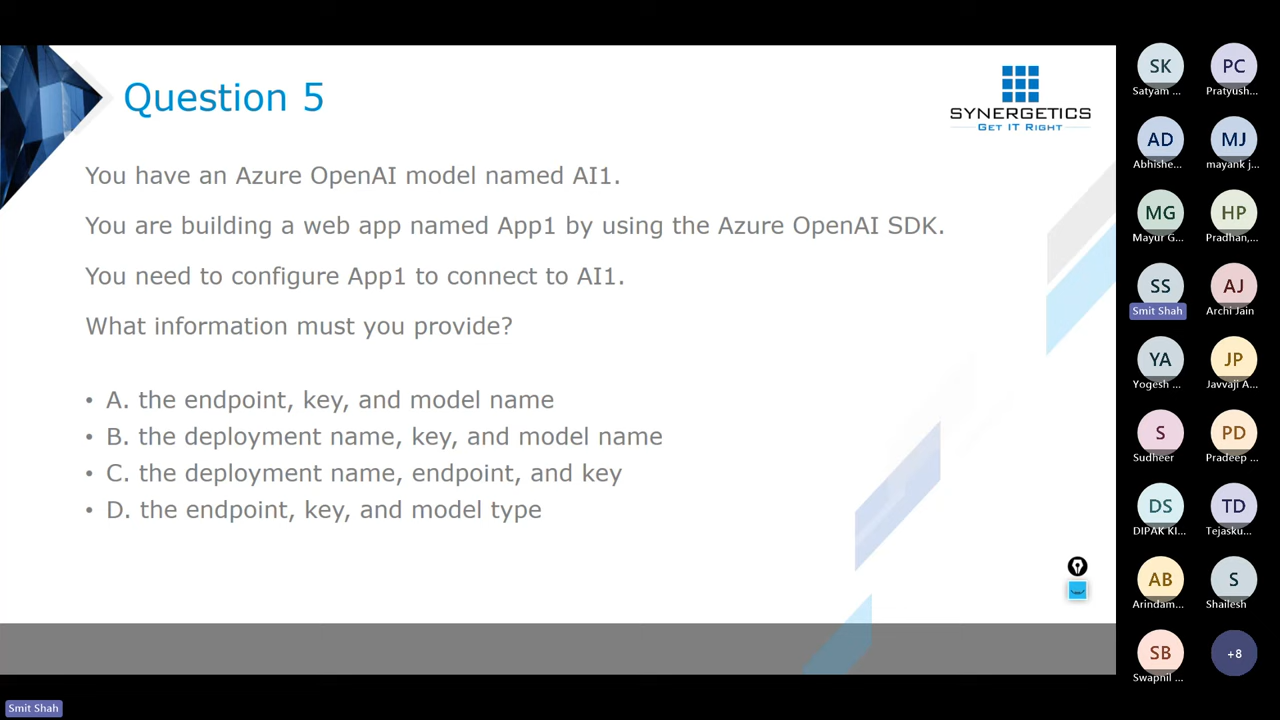 Question 5
SYNERGETICS
GET IT RIGHT
You have an Azure OpenAI model named AI1.
You are building a web app named App1 by using the Azure OpenAI SDK.
You need to configure App1 to connect to AI1.
What information must you provide?
• A. the endpoint, key, and model name
• B. the deployment name, key, and model name
• C. the deployment name, endpoint, and key
• D. the endpoint, key, and model type
SK PC
Satyam ... Pratyush...
AD MJ
Abhishe... mayank j...
MG HP
Mayur G... Pradhan,...
SS AJ
Smit Shah Archi Jain
YA JP
Yogesh ... Javvaji A...
S PD
Sudheer Pradeep ...
DS TD
DIPAK KI... Tejasku...
AB S
Arindam... Shailesh
SB +8
Swapnil ...
Smit Shah